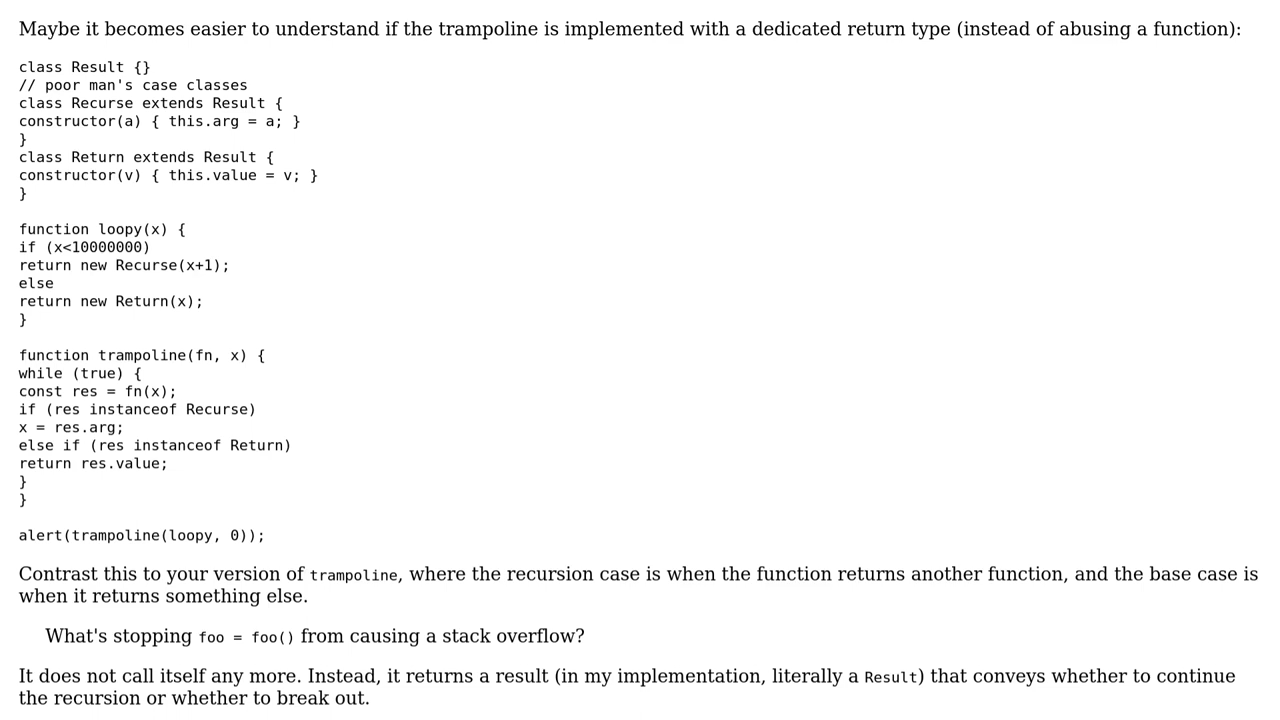 Maybe it becomes easier to understand if the trampoline is implemented with a dedicated return type (instead of abusing a function):
class Result {}
// poor man's case classes
class Recurse extends Result {
constructor(a) { this.arg = a; }
}
class Return extends Result {
constructor(v) { this.value = v; }
}
function loopy(x) {
if (x<10000000)
return new Recurse(x+1);
else
return new Return(x);
}
function trampoline(fn, x) {
while (true) {
const res = fn(x);
if (res instanceof Recurse)
x = res.arg;
else if (res instanceof Return)
return res.value;
}
}
alert(trampoline(loopy, 0));
Contrast this to your version of trampoline, where the recursion case is when the function returns another function, and the base case is
when it returns something else.
What's stopping foo = foo() from causing a stack overflow?
It does not call itself any more. Instead, it returns a result (in my implementation, literally a Result) that conveys whether to continue
the recursion or whether to break out.